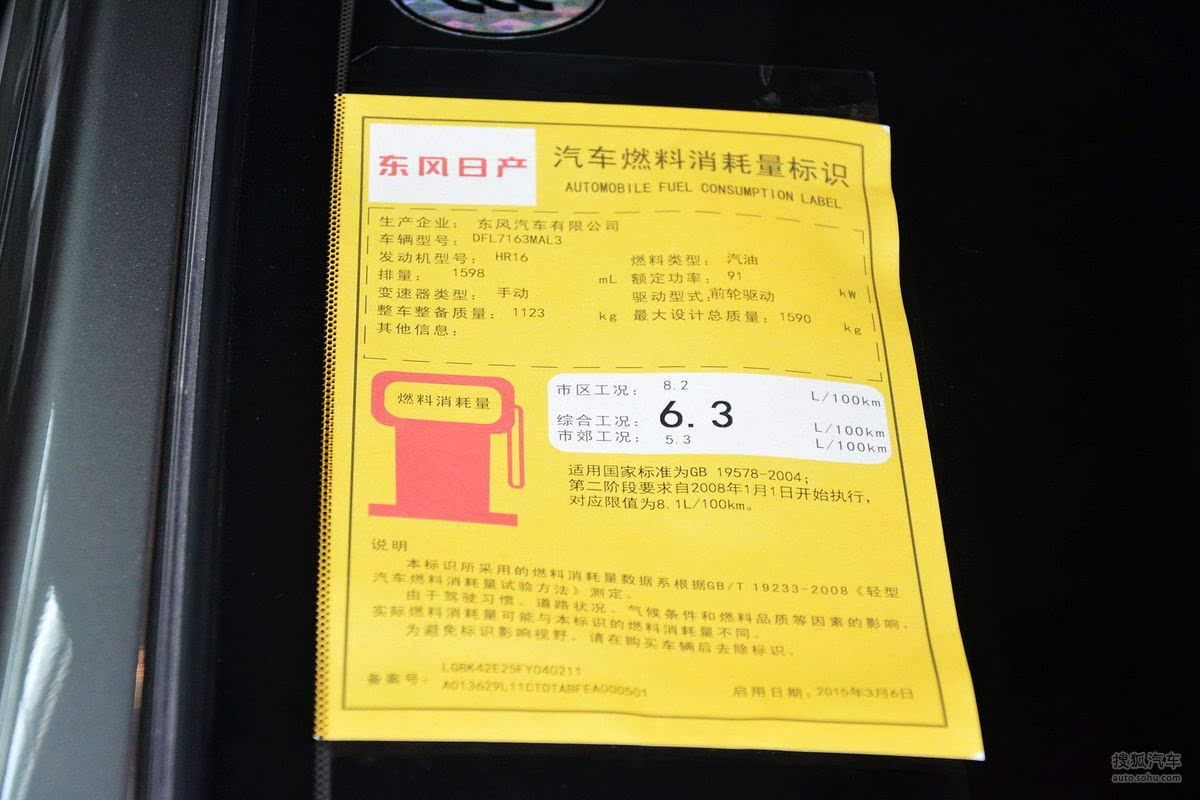 东风日产
汽车燃料消耗量标识
AUTOMOBILE FUEL CONSUMPTION LABEL
生产企业： 东风汽车有限公司
车辆型号： DFL7163MAL3
发动机型号： HR16 燃料类型： 汽油
排量： 1598 mL 额定功率： 91 kW
变速器类型： 手动 驱动型式:前轮驱动
整车整备质量： 1123 kg 最大设计总质量： 1590 kg
其他信息：
燃料消耗量
市区工况： 8.2 L/100km
综合工况： 6.3 L/100km
市郊工况： 5.3 L/100km
适用国家标准为GB 19578-2004；
第二阶段要求自2008年1月1日开始执行，
对应限值为8.1L/100km。
说明
本标识所采用的燃料消耗量数据系根据GB/T 19233-2008《轻型
汽车燃料消耗量试验方法》测定。
由于驾驶习惯、道路状况、气候条件和燃料品质等因素的影响，
实际燃料消耗量可能与本标识的燃料消耗量不同。
为避免标识影响视野，请在购买车辆后去除标识。
LGBK42E25FY040211
备案号： A013629L11CTDTABFEA000501 启用日期：2015年3月6日
搜狐汽车
auto.sohu.com